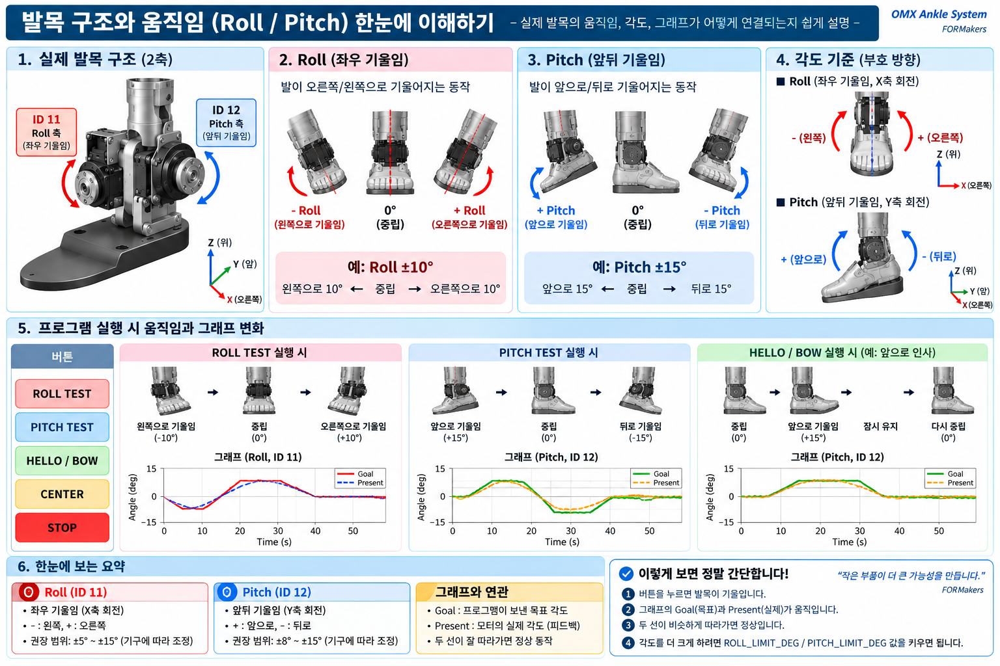 발목 구조와 움직임 (Roll / Pitch) 한눈에 이해하기
– 실제 발목의 움직임, 각도, 그래프가 어떻게 연결되는지 쉽게 설명 –
OMX Ankle System
FORMakers
1. 실제 발목 구조 (2축)
ID 11
Roll 축
(좌우 기울임)
ID 12
Pitch 축
(앞뒤 기울임)
Z (위)
Y (앞)
X (오른쪽)
2. Roll (좌우 기울임)
발이 오른쪽/왼쪽으로 기울어지는 동작
- Roll
(왼쪽으로 기울임)
0°
(중립)
+ Roll
(오른쪽으로 기울임)
예: Roll ±10°
왼쪽으로 10° ← 중립 → 오른쪽으로 10°
3. Pitch (앞뒤 기울임)
발이 앞으로/뒤로 기울어지는 동작
+ Pitch
(앞으로 기울임)
0°
(중립)
- Pitch
(뒤로 기울임)
예: Pitch ±15°
앞으로 15° ← 중립 → 뒤로 15°
4. 각도 기준 (부호 방향)
■ Roll (좌우 기울임, X축 회전)
- (왼쪽)
+ (오른쪽)
Z (위)
X (오른쪽)
■ Pitch (앞뒤 기울임, Y축 회전)
+ (앞으로)
- (뒤로)
Z (위)
Y (앞)
X (오른쪽)
5. 프로그램 실행 시 움직임과 그래프 변화
버튼
ROLL TEST
PITCH TEST
HELLO / BOW
CENTER
STOP
ROLL TEST 실행 시
왼쪽으로 기울임
(-10°)
중립
(0°)
오른쪽으로 기울임
(+10°)
그래프 (Roll, ID 11)
Angle (deg)
15
0
−15
Goal
Present
0 10 20 30 40 50
Time (s)
PITCH TEST 실행 시
앞으로 기울임
(+15°)
중립
(0°)
뒤로 기울임
(-15°)
그래프 (Pitch, ID 12)
Angle (deg)
15
0
−15
Goal
Present
0 10 20 30 40 50
Time (s)
HELLO / BOW 실행 시 (예: 앞으로 인사)
중립
(0°)
앞으로 기울임
(+15°)
잠시 유지
다시 중립
(0°)
그래프 (Pitch, ID 12)
Angle (deg)
15
0
−15
Goal
Present
0 10 20 30 40 50
Time (s)
6. 한눈에 보는 요약
Roll (ID 11)
• 좌우 기울임 (X축 회전)
• – : 왼쪽, + : 오른쪽
• 권장 범위: ±5° ~ ±15° (기구에 따라 조정)
Pitch (ID 12)
• 앞뒤 기울임 (Y축 회전)
• + : 앞으로, – : 뒤로
• 권장 범위: ±8° ~ ±15° (기구에 따라 조정)
그래프와 연관
• Goal : 프로그램이 보낸 목표 각도
• Present : 모터의 실제 각도 (피드백)
• 두 선이 잘 따라가면 정상 동작
이렇게 보면 정말 간단합니다!
“작은 부품이 더 큰 가능성을 만듭니다.”
FORMakers
1 버튼을 누르면 발목이 기울입니다.
2 그래프의 Goal(목표)과 Present(실제)가 움직입니다.
3 두 선이 비슷하게 따라가면 정상입니다.
4 각도를 더 크게 하려면 ROLL_LIMIT_DEG / PITCH_LIMIT_DEG 값을 키우면 됩니다.